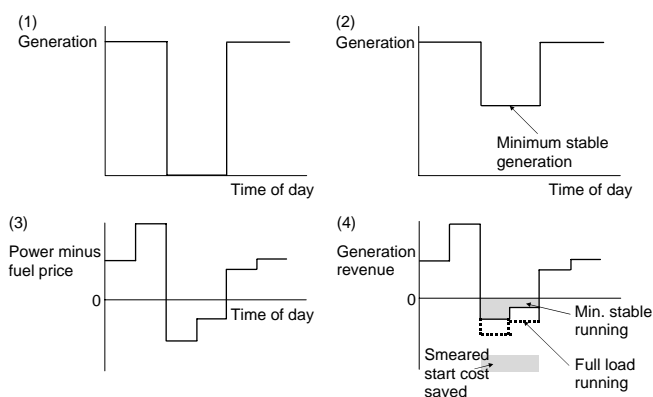 (1)
Generation
Time of day
(2)
Generation
Minimum stable
generation
Time of day
(3)
Power minus
fuel price
0
Time of day
(4)
Generation
revenue
0
Min. stable
running
Smeared
start cost
saved
Full load
running